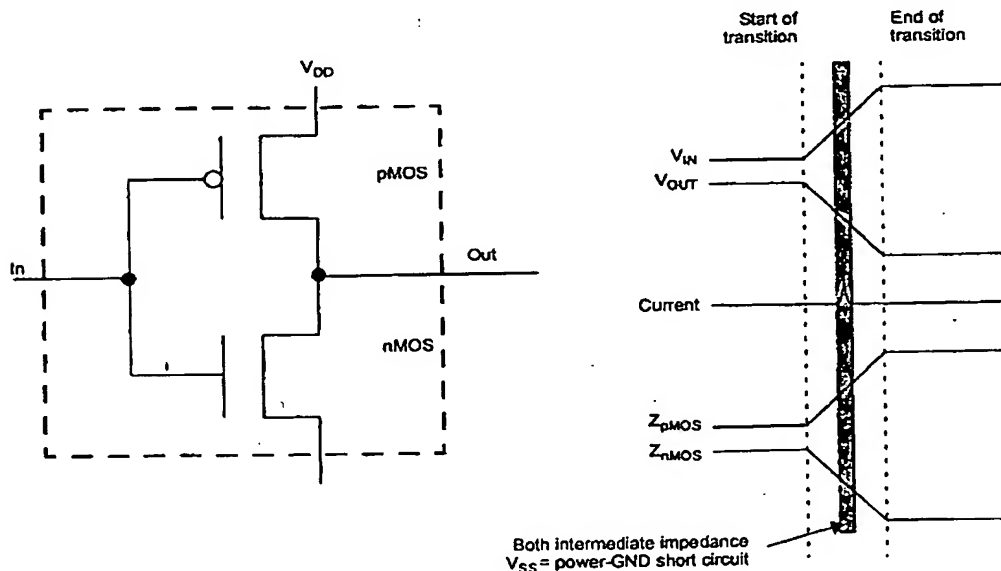 V_DD
pMOS
In
Out
nMOS
Start of
transition
End of
transition
V_IN
V_OUT
Current
Z_pMOS
Z_nMOS
Both intermediate impedance
V_SS = power-GND short circuit